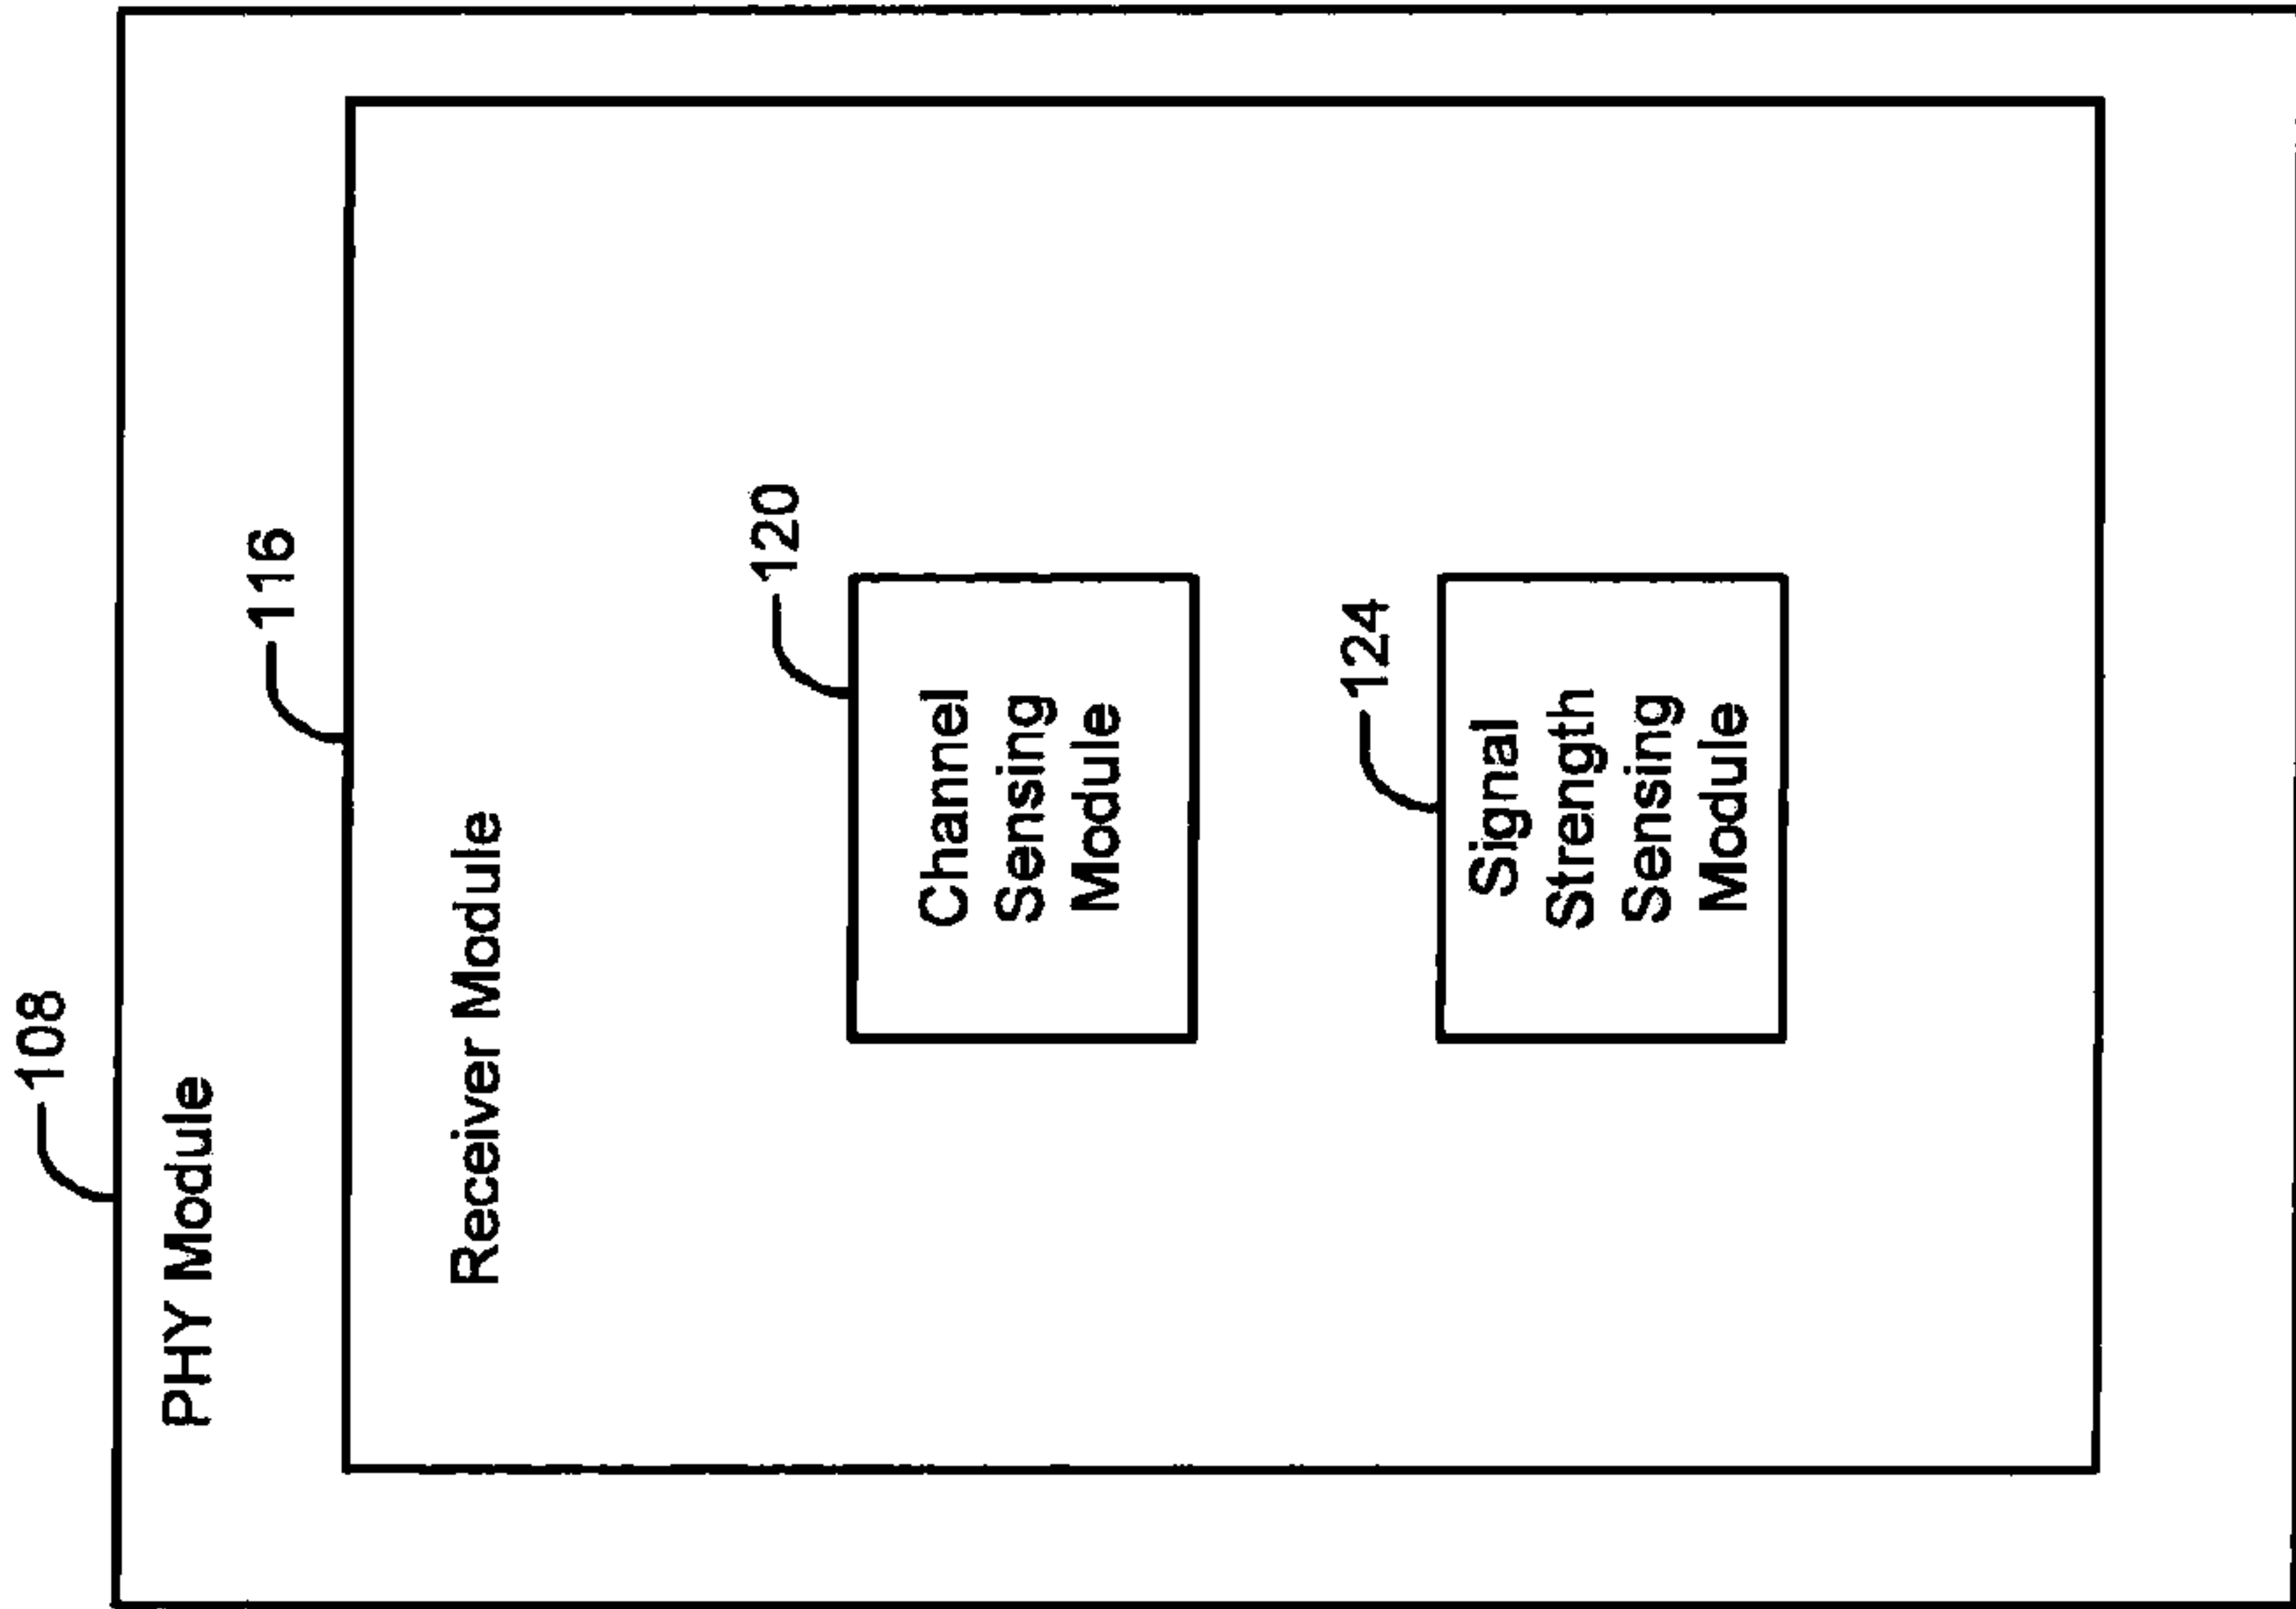 108
PHY Module
116
Receiver Module
120
Channel
Sensing
Module
124
Signal
Strength
Sensing
Module